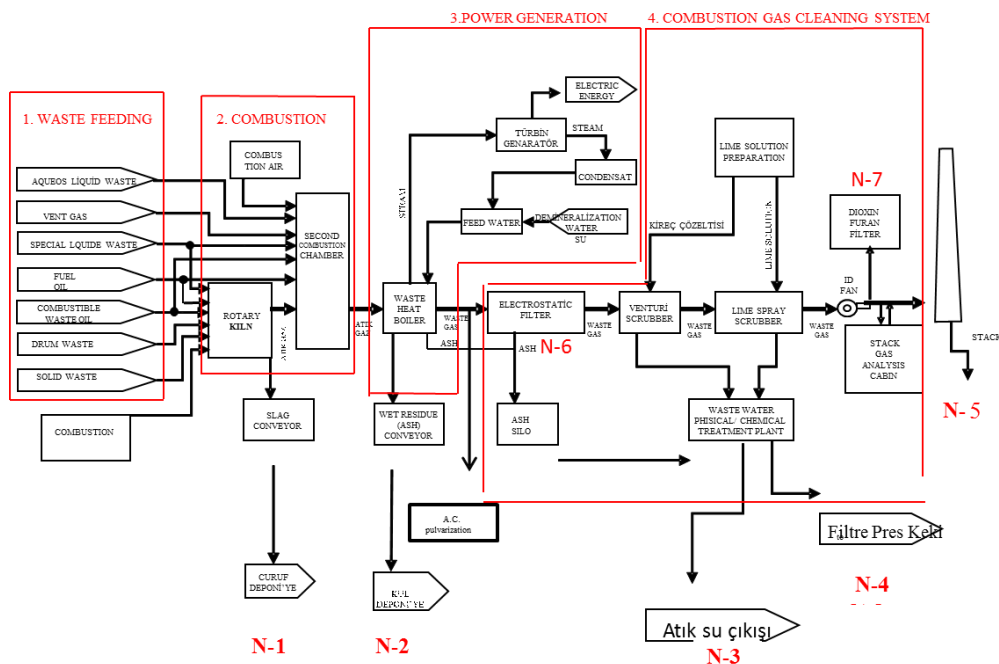 3.POWER GENERATION
4. COMBUSTION GAS CLEANING SYSTEM
1. WASTE FEEDING
2. COMBUSTION
ELECTRIC
ENERGY
AQUEOS LİQUİD WASTE
VENT GAS
SPECIAL LQUIDE WASTE
FUEL
OIL
COMBUSTIBLE
WASTE OIL
DRUM WASTE
SOLID WASTE
COMBUSTION
COMBUS
TION AIR
SECOND
COMBUSTION
CHAMBER
ROTARY
KILN
SLAG
CONVEYOR
ATIK
GAZ
STEAM
TÜRBİN
GENARATÓR
STEAM
CONDENSAT
FEED WATER
DEMINERALIZATION
WATER
SU
WASTE
HEAT
BOILER
WASTE
GAS
ASH
ELECTROSTATİC
FILTER
N-6
ASH
WASTE
GAS
WET RESIDUE
(ASH)
CONVEYOR
ASH
SILO
A.C.
pulvarization
LIME SOLUTION
PREPARATION
KİREÇ ÇÖZELTİSİ
LIME SOLUTION
VENTURİ
SCRUBBER
WASTE GAS
LIME SPRAY
SCRUBBER
WASTE
GAS
WASTE WATER
PHISICAL/ CHEMICAL
TREATMENT PLANT
N-7
DIOXIN
FURAN
FILTER
ID
FAN
STACK
GAS
ANALYSIS
CABIN
STACK
N- 5
Filtre Pres Keki
N-4
CURUF
DEPONİ'YE
N-1
KÜL
DEPONİ'YE
N-2
Atık su çıkışı
N-3